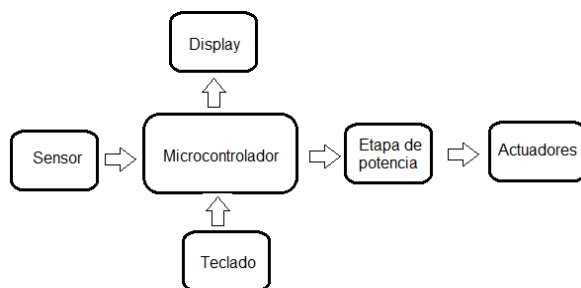 Display
Sensor
Microcontrolador
Etapa de
potencia
Actuadores
Teclado